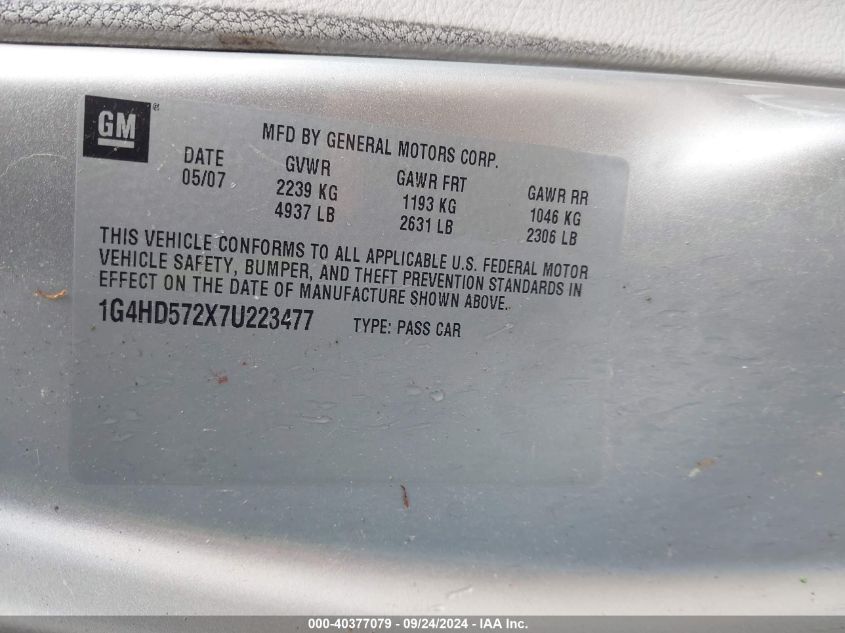 GM ®
MFD BY GENERAL MOTORS CORP.
DATE GVWR GAWR FRT GAWR RR
05/07 2239 KG 1193 KG 1046 KG
4937 LB 2631 LB 2306 LB
THIS VEHICLE CONFORMS TO ALL APPLICABLE U.S. FEDERAL MOTOR
VEHICLE SAFETY, BUMPER, AND THEFT PREVENTION STANDARDS IN
EFFECT ON THE DATE OF MANUFACTURE SHOWN ABOVE.
1G4HD572X7U223477 TYPE: PASS CAR
000-40377079 - 09/24/2024 - IAA Inc.